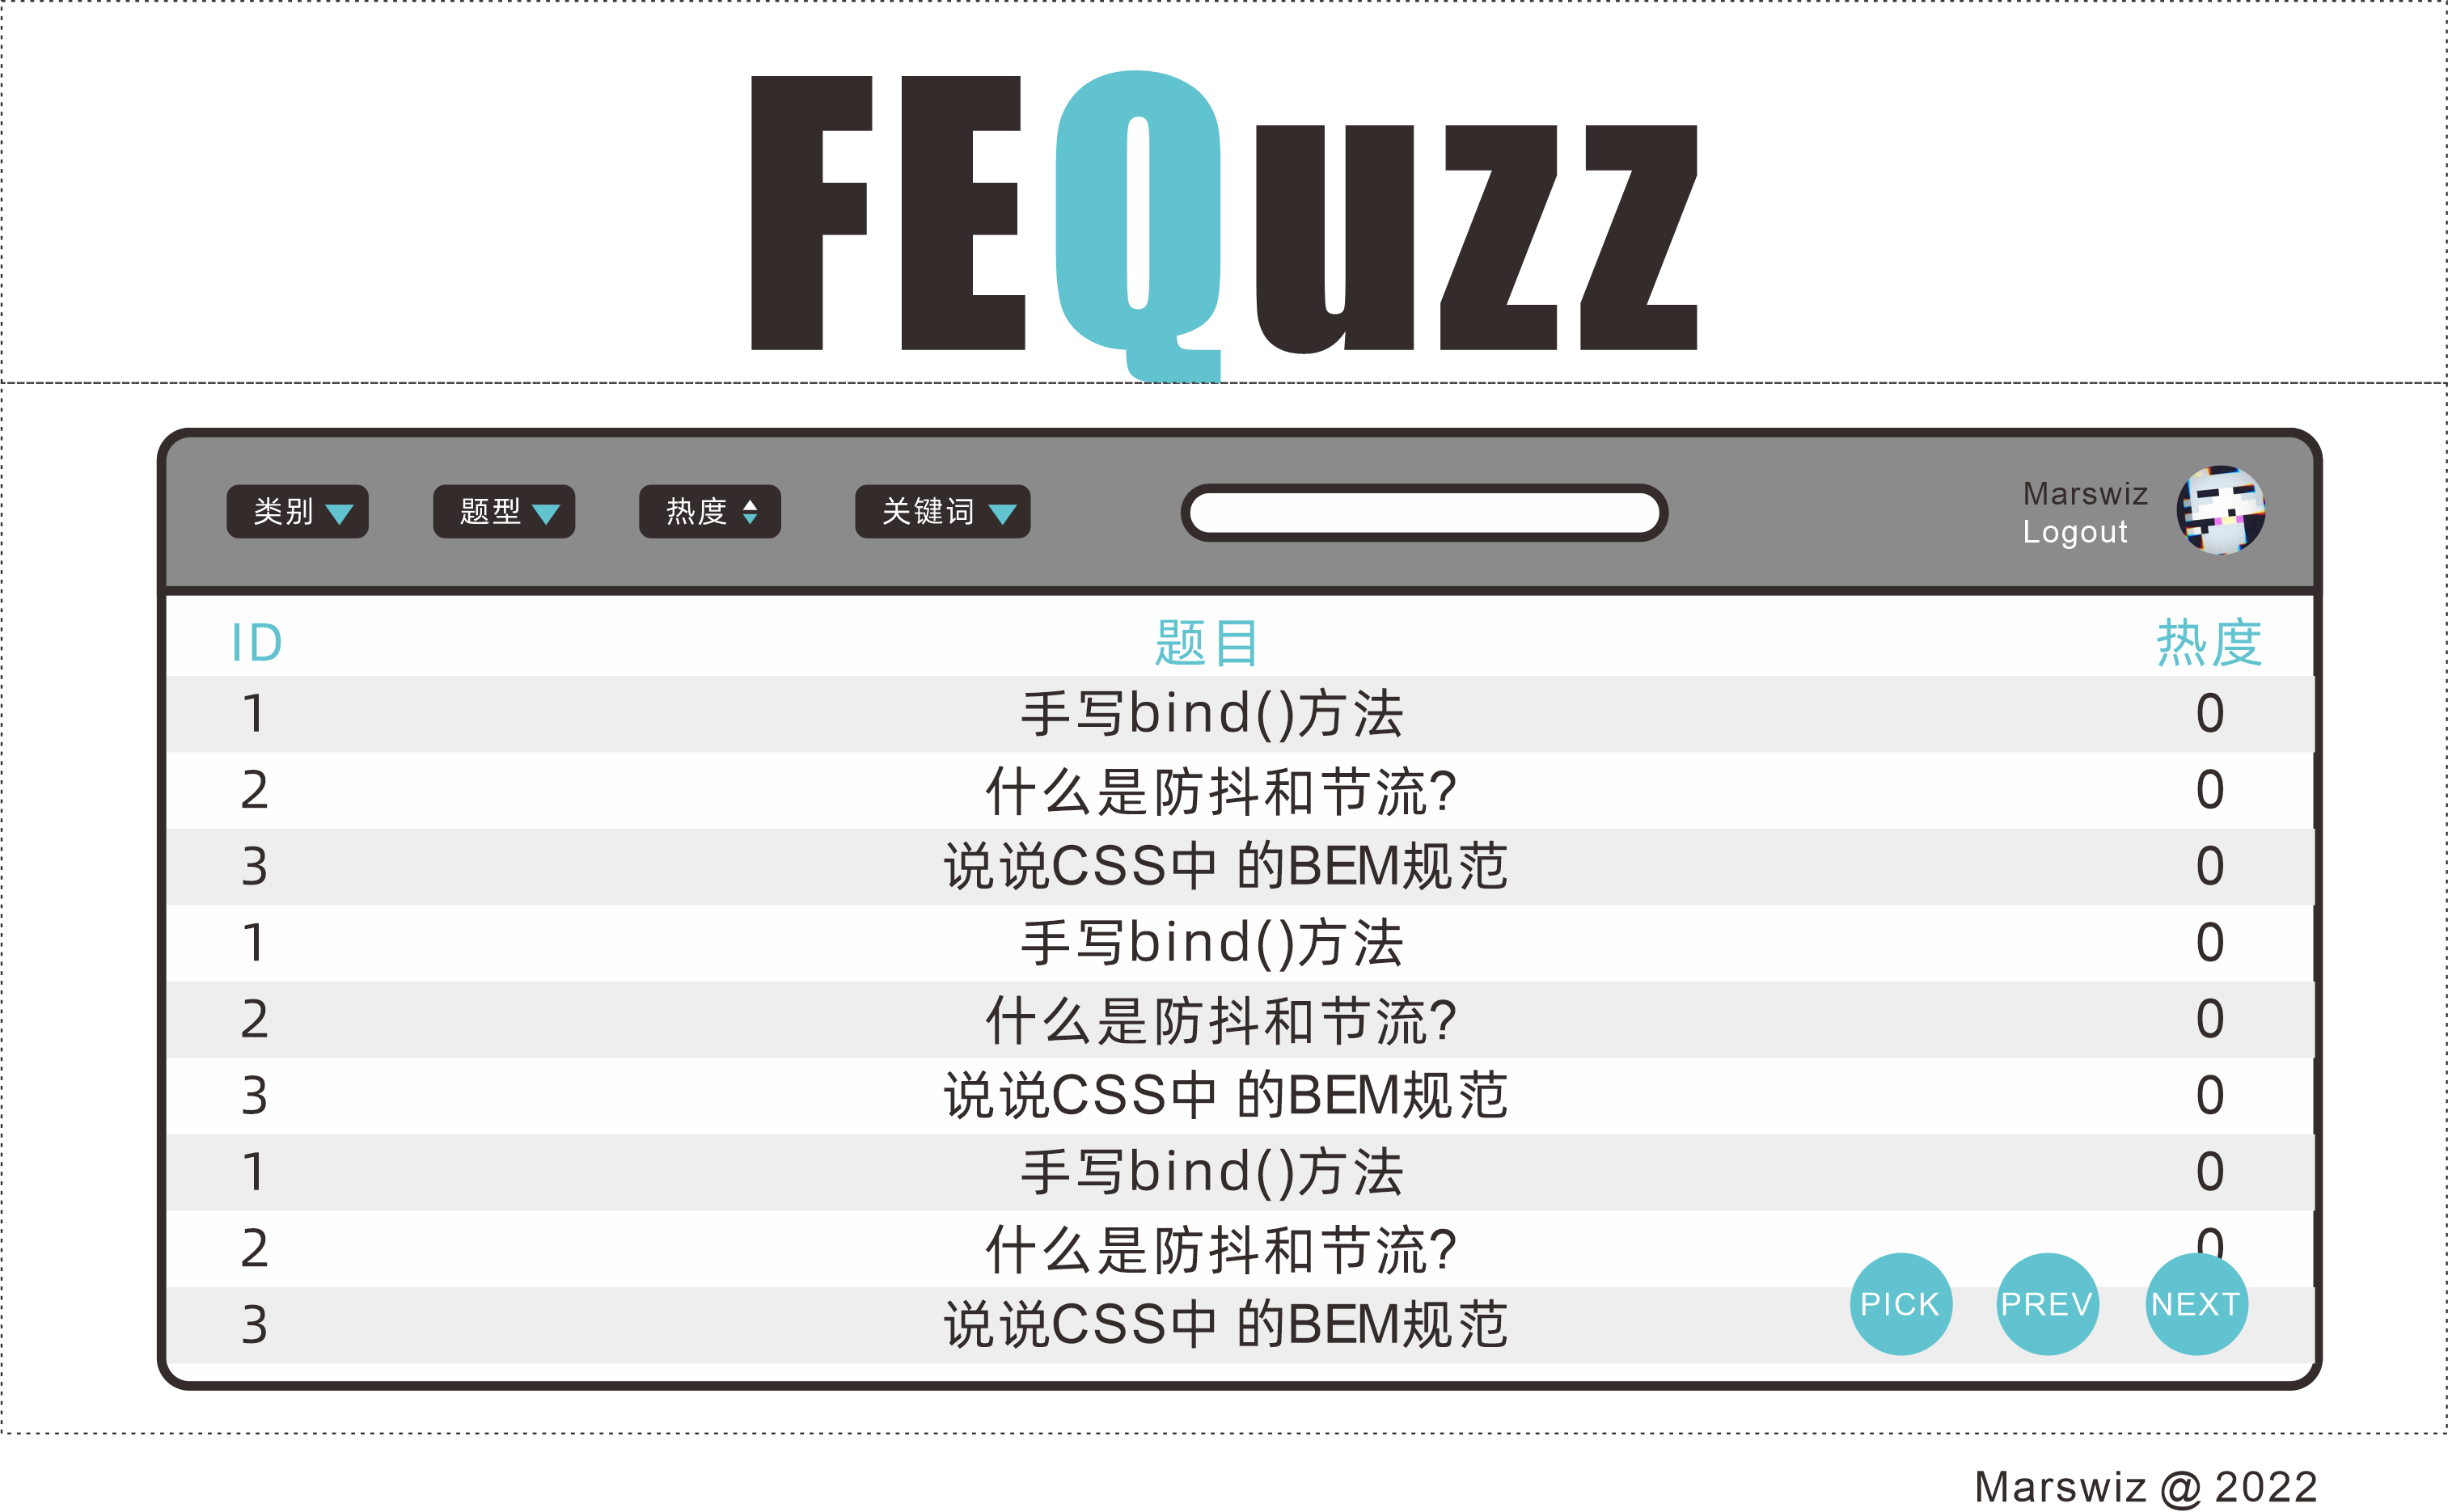 FEQuzz
类别 题型 热度 关键词 Marswiz
Logout
ID 题目 热度
1 手写bind()方法 0
2 什么是防抖和节流? 0
3 说说CSS中 的BEM规范 0
1 手写bind()方法 0
2 什么是防抖和节流? 0
3 说说CSS中 的BEM规范 0
1 手写bind()方法 0
2 什么是防抖和节流? 0
3 说说CSS中 的BEM规范
PICK PREV NEXT
Marswiz @ 2022